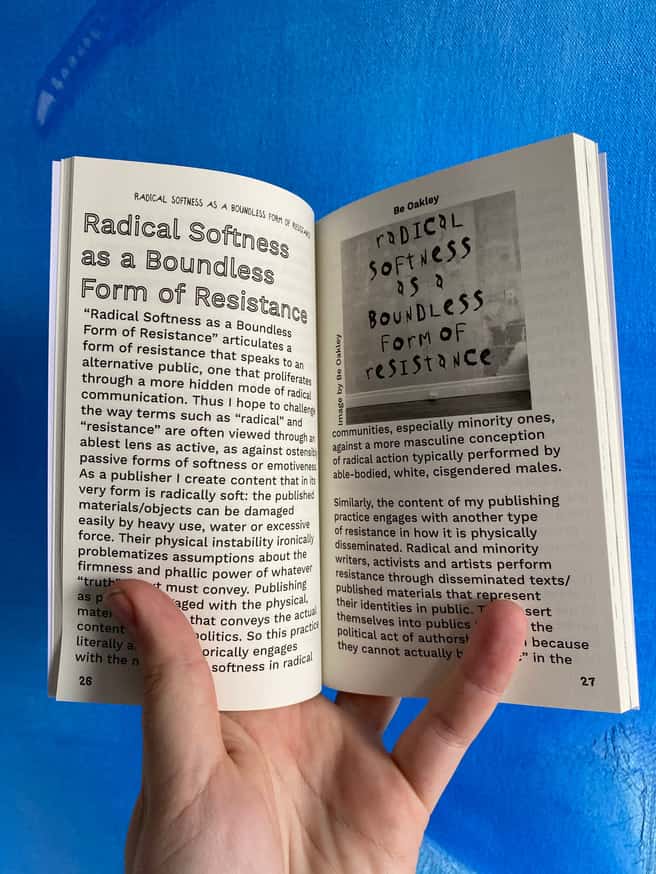 RADICAL SOFTNESS AS A BOUNDLESS FORM OF
Radical Softness
as a Boundless
Form of Resistance
“Radical Softness as a Boundless
Form of Resistance” articulates a
form of resistance that speaks to an
alternative public, one that proliferates
through a more hidden mode of radical
communication. Thus I hope to challenge
the way terms such as “radical” and
“resistance” are often viewed through an
ablest lens as active, as against ostensibly
passive forms of softness or emotiveness.
As a publisher I create content that in its
very form is radically soft: the published
materials/objects can be damaged
easily by heavy use, water or excessive
force. Their physical instability ironically
problematizes assumptions about the
firmness and phallic power of whatever
“truth” must convey. Publishing
as with the physical,
that conveys the actual
content politics. So this practice
literally engages
with the softness in radical
26
Be Oakley
raDICaL
SOFTNESS
as a
BOUNDLESS
FORM OF
resISTaNCe
Image by Be Oakley
communities, especially minority ones,
against a more masculine conception
of radical action typically performed by
able-bodied, white, cisgendered males.
Similarly, the content of my publishing
practice engages with another type
of resistance in how it is physically
disseminated. Radical and minority
writers, activists and artists perform
resistance through disseminated texts/
published materials that represent
their identities in public.
themselves into publics the
political act of because
they cannot actually in the
27